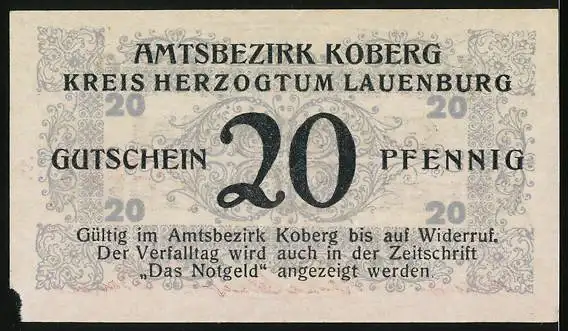 AMTSBEZIRK KOBERG
KREIS HERZOGTUM LAUENBURG
20 20
GUTSCHEIN 20 PFENNIG
20 20
Gültig im Amtsbezirk Koberg bis auf Widerruf.
Der Verfalltag wird auch in der Zeitschrift
„Das Notgeld“ angezeigt werden